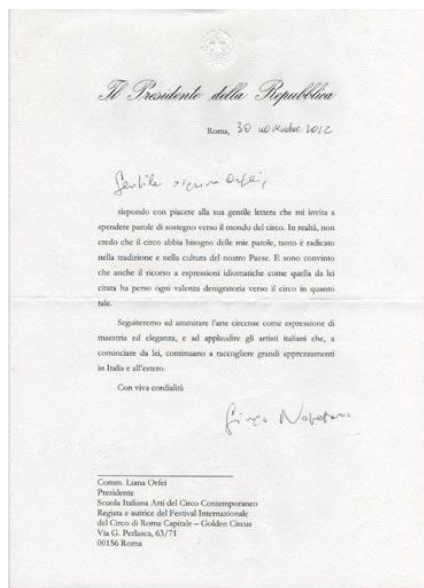 Il Presidente della Repubblica
Roma, 30 novembre 2012
Gentile signora Orfei,
rispondo con piacere alla sua gentile lettera che mi invita a
spendere parole di sostegno verso il mondo del circo. In realtà, non
credo che il circo abbia bisogno delle mie parole, tanto è radicato
nella tradizione e nella cultura del nostro Paese. E sono convinto
che anche il ricorso a espressioni idiomatiche come quella da lei
citata ha perso ogni valenza denigratoria verso il circo in quanto
tale.
Seguiteremo ad ammirare l'arte circense come espressione di
maestria ed eleganza, e ad applaudire gli artisti italiani che, a
cominciare da lei, continuano a raccogliere grandi apprezzamenti
in Italia e all'estero.
Con viva cordialità
Giorgio Napolitano
Comm. Liana Orfei
Presidente
Scuola Italiana Arti del Circo Contemporaneo
Regista e autrice del Festival Internazionale
del Circo di Roma Capitale – Golden Circus
Via G. Perlasca, 63/71
00156 Roma